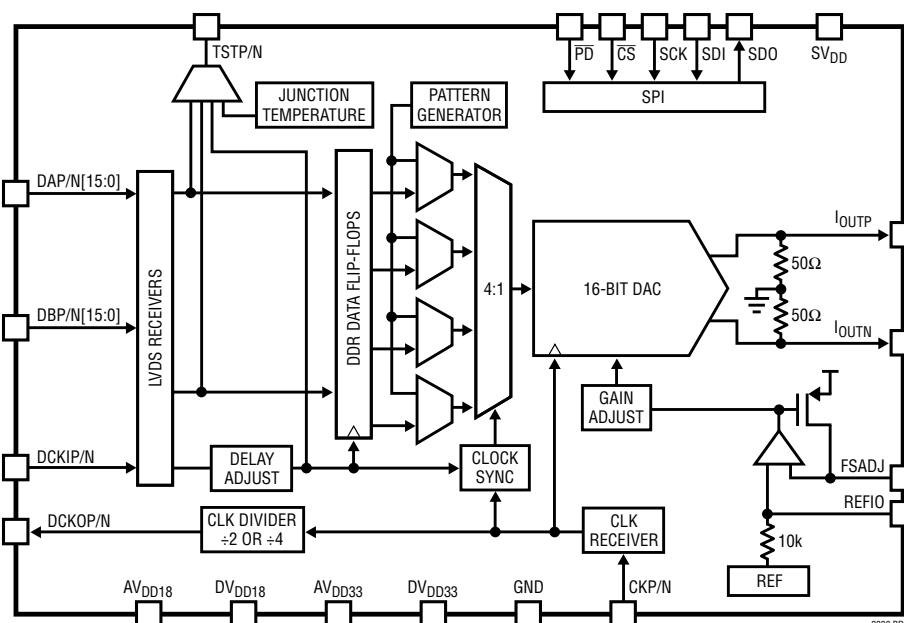 TSTP/N
PD
CS
SCK
SDI
SDO
SVDD
SPI
JUNCTION
TEMPERATURE
PATTERN
GENERATOR
DAP/N[15:0]
DBP/N[15:0]
DCKIP/N
DCKOP/N
LVDS RECEIVERS
DDR DATA FLIP-FLOPS
4:1
16-BIT DAC
IOUTP
50Ω
50Ω
IOUTN
GAIN
ADJUST
FSADJ
REFIO
10k
REF
DELAY
ADJUST
CLOCK
SYNC
CLK DIVIDER
÷2 OR ÷4
CLK
RECEIVER
AVDD18
DVDD18
AVDD33
DVDD33
GND
CKP/N